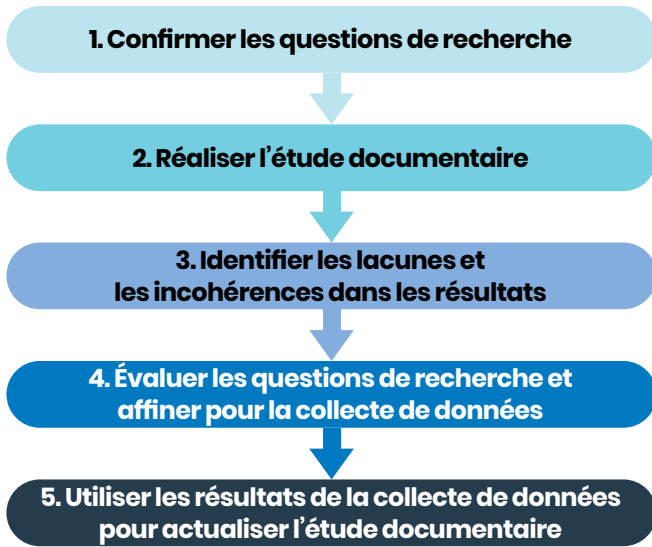 1. Confirmer les questions de recherche
2. Réaliser l’étude documentaire
3. Identifier les lacunes et
les incohérences dans les résultats
4. Évaluer les questions de recherche et
affiner pour la collecte de données
5. Utiliser les résultats de la collecte de données
pour actualiser l’étude documentaire